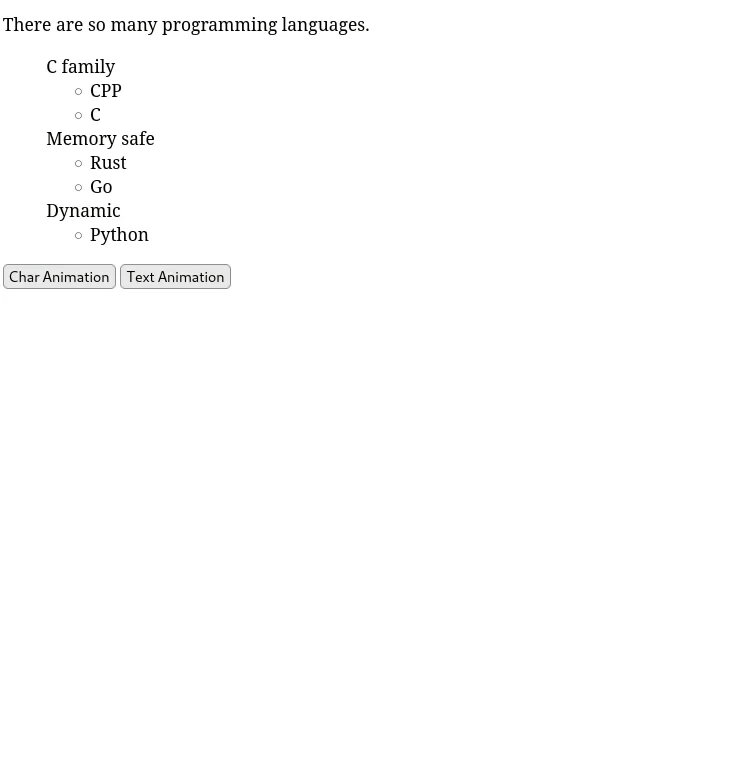 There are so many programming languages.
C family
CPP
C
Memory safe
Rust
Go
Dynamic
Python
Char Animation Text Animation